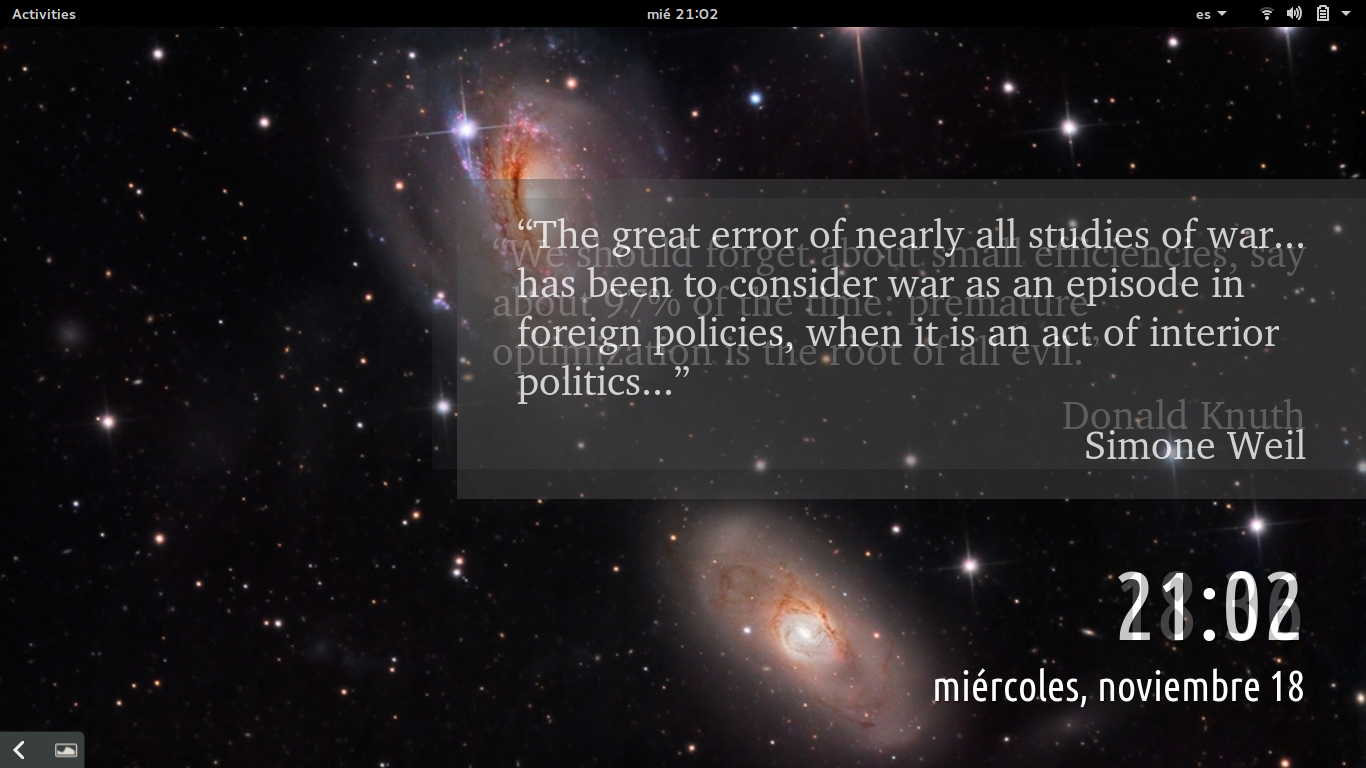 Activities
mié 21:02
es
“The great error of nearly all studies of war...
has been to consider war as an episode in
foreign policies, when it is an act of interior
politics...”
Simone Weil
“We should forget about small efficiencies, say
about 97% of the time: premature
optimization is the root of all evil.”
Donald Knuth
21:02
miércoles, noviembre 18